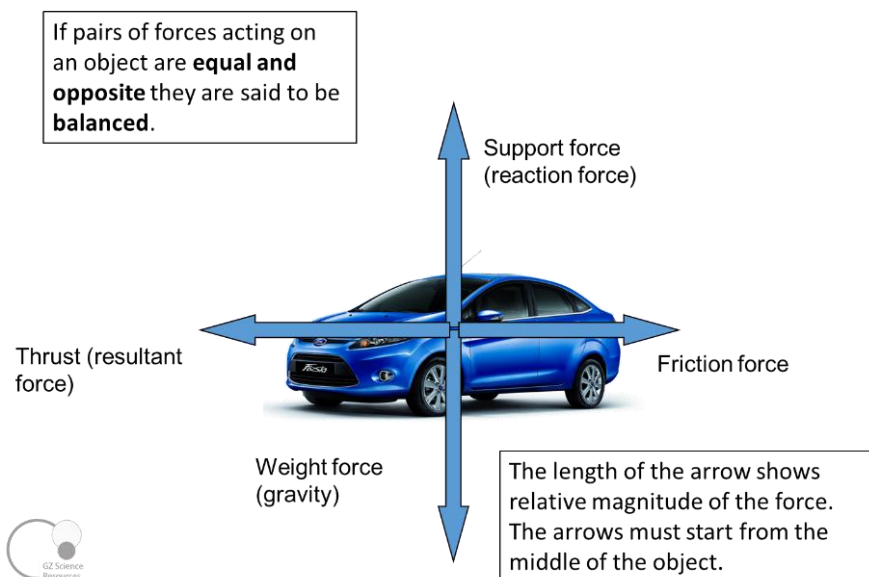 If pairs of forces acting on
an object are equal and
opposite they are said to be
balanced.
Support force
(reaction force)
Thrust (resultant
force)
Friction force
Weight force
(gravity)
The length of the arrow shows
relative magnitude of the force.
The arrows must start from the
middle of the object.
GZ Science
Resources